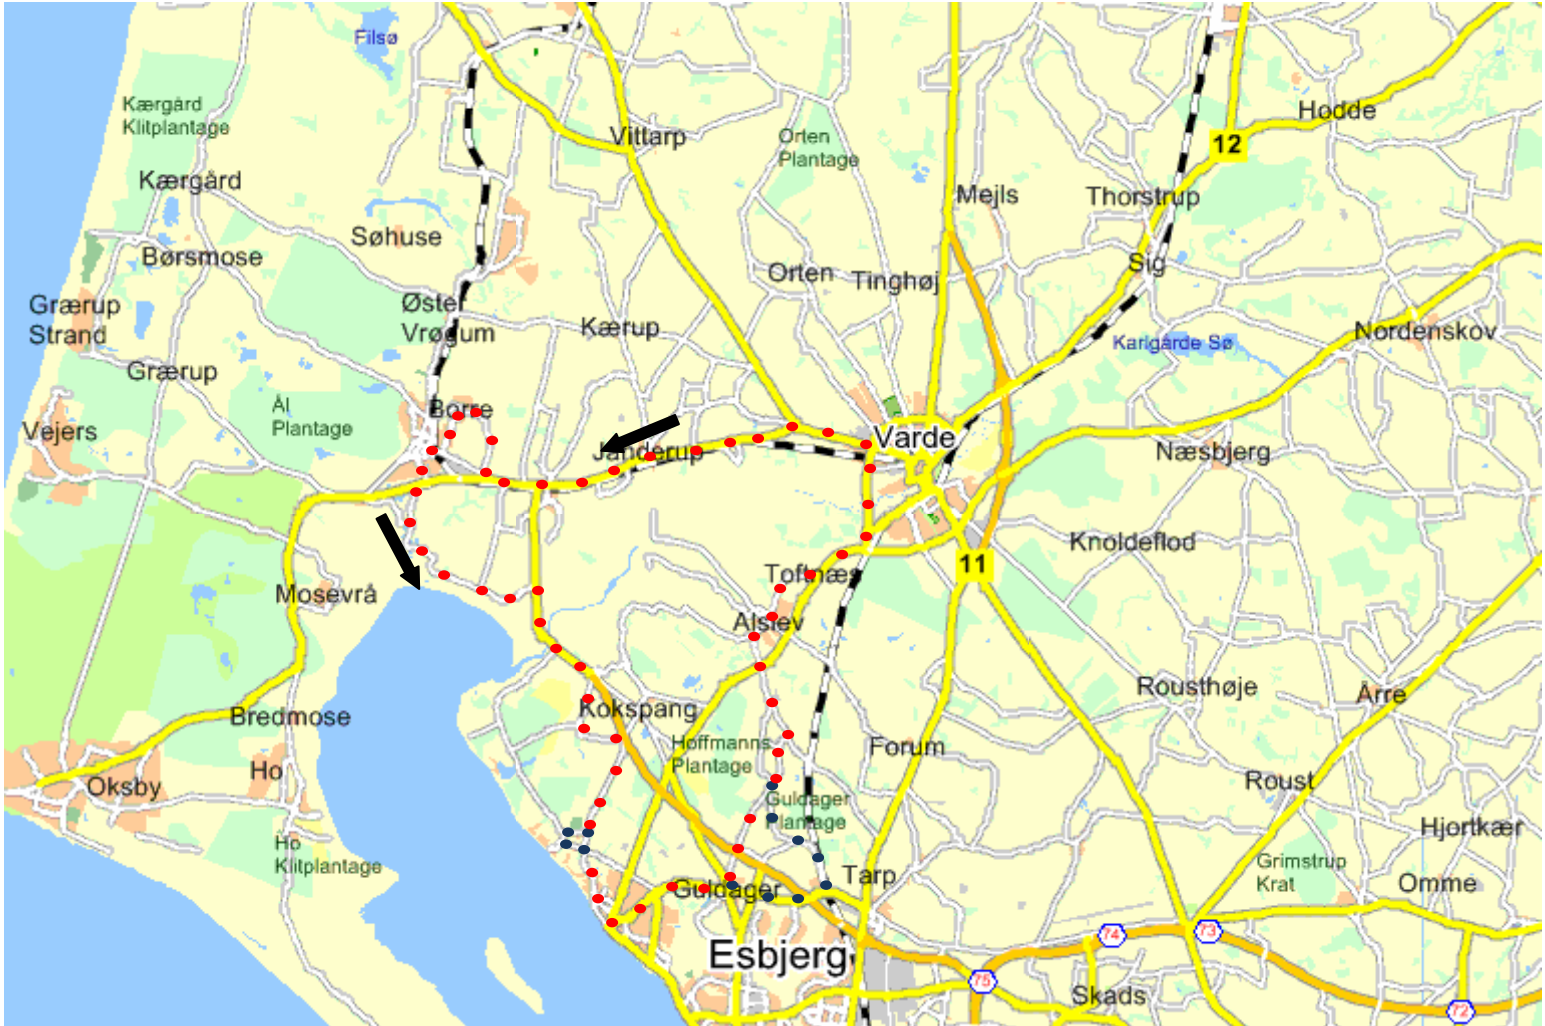 Filsø
Kærgård
Klitplantage
Vittarp
Orten
Plantage
Hodde
12
Kærgård
Mejls
Thorstrup
Søhuse
Børsmose
Orten
Tinghøj
Sig
Grærup
Strand
Øster
Vrøgum
Kærup
Karlgårde Sø
Nordenskov
Grærup
Ål
Plantage
Borre
Vejers
Janderup
Varde
Næsbjerg
Knoldeflod
11
Toftnæs
Mosevrå
Alslev
Rousthøje
Årre
Bredmose
Kokspang
Hoffmanns
Plantage
Forum
Oksby
Ho
Guldager
Plantage
Roust
Hjortkær
Ho
Klitplantage
Guldager
Tarp
Grimstrup
Krat
Omme
Esbjerg
74
73
75
Skads
72